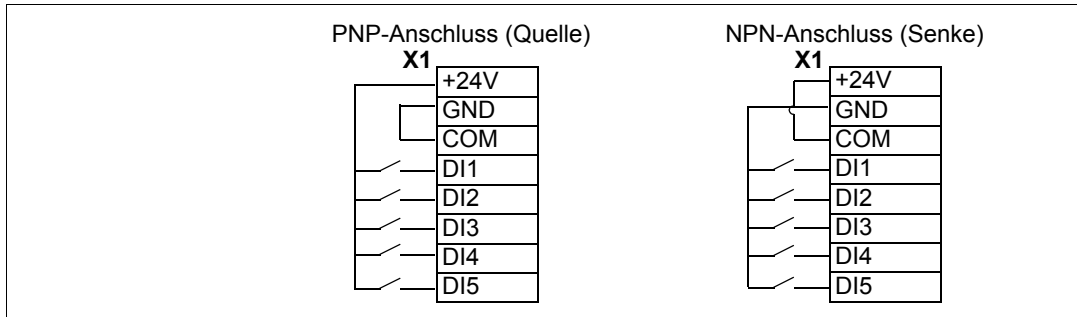 PNP-Anschluss (Quelle)
X1
+24V
GND
COM
DI1
DI2
DI3
DI4
DI5
NPN-Anschluss (Senke)
X1
+24V
GND
COM
DI1
DI2
DI3
DI4
DI5